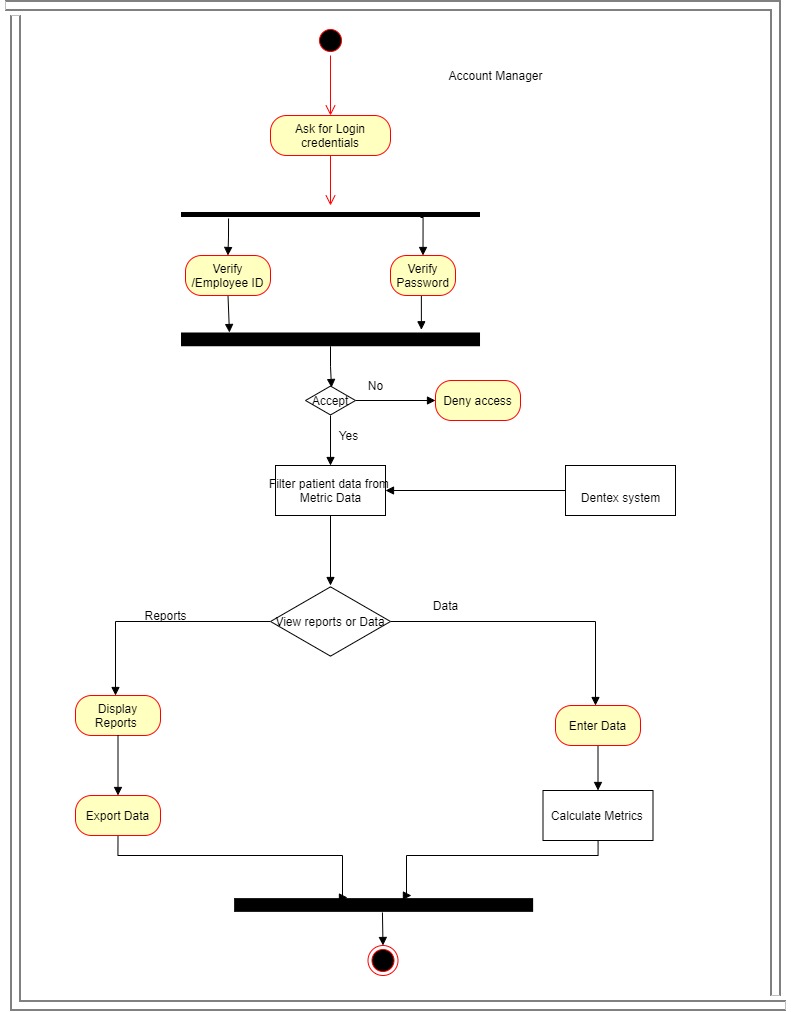 Account Manager
Ask for Login
credentials
Verify
/Employee ID
Verify
Password
Accept
No
Deny access
Yes
Filter patient data from
Metric Data
Dentex system
View reports or Data
Reports
Data
Display
Reports
Enter Data
Export Data
Calculate Metrics